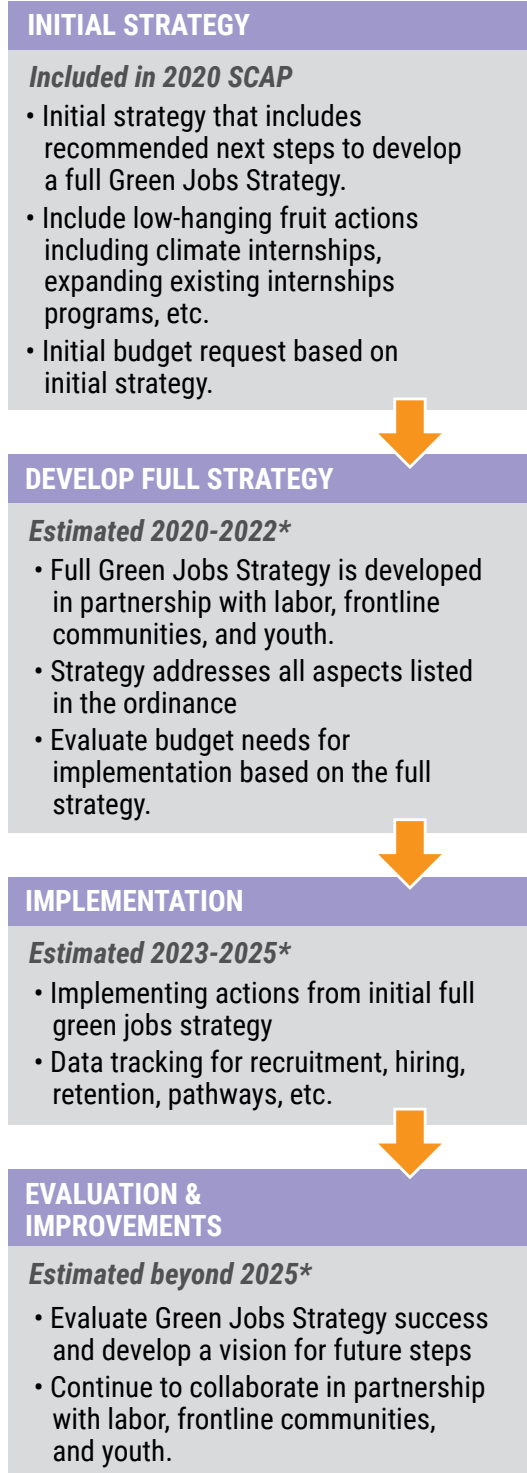 INITIAL STRATEGY
Included in 2020 SCAP
• Initial strategy that includes
recommended next steps to develop
a full Green Jobs Strategy.
• Include low-hanging fruit actions
including climate internships,
expanding existing internships
programs, etc.
• Initial budget request based on
initial strategy.
DEVELOP FULL STRATEGY
Estimated 2020-2022*
• Full Green Jobs Strategy is developed
in partnership with labor, frontline
communities, and youth.
• Strategy addresses all aspects listed
in the ordinance
• Evaluate budget needs for
implementation based on the full
strategy.
IMPLEMENTATION
Estimated 2023-2025*
• Implementing actions from initial full
green jobs strategy
• Data tracking for recruitment, hiring,
retention, pathways, etc.
EVALUATION &
IMPROVEMENTS
Estimated beyond 2025*
• Evaluate Green Jobs Strategy success
and develop a vision for future steps
• Continue to collaborate in partnership
with labor, frontline communities,
and youth.